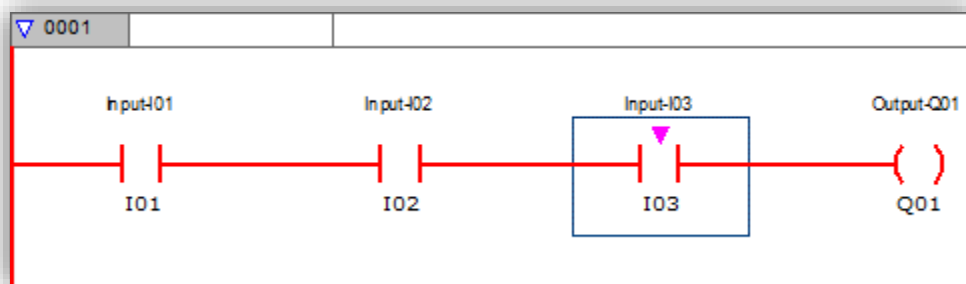 0001
Input-I01 Input-I02 Input-I03 Output-Q01
I01 I02 I03 Q01